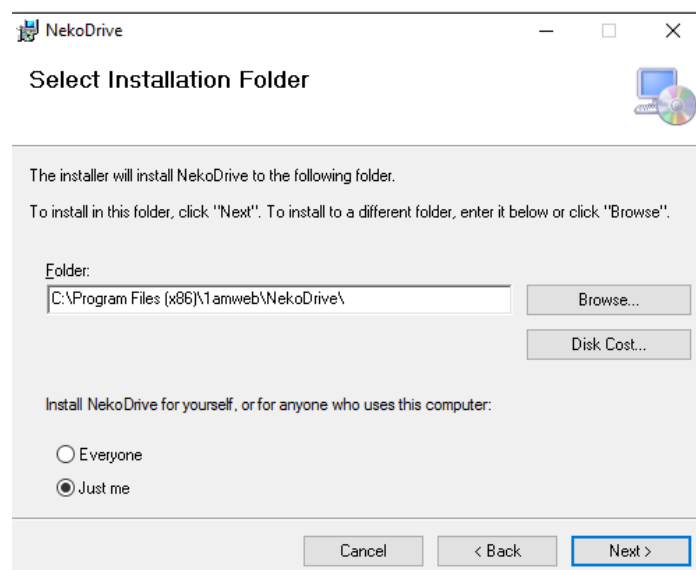 NekoDrive
Select Installation Folder
The installer will install NekoDrive to the following folder.
To install in this folder, click "Next". To install to a different folder, enter it below or click "Browse".
Folder:
C:\Program Files (x86)\1amweb\NekoDrive\
Browse...
Disk Cost...
Install NekoDrive for yourself, or for anyone who uses this computer:
Everyone
Just me
Cancel
< Back
Next >